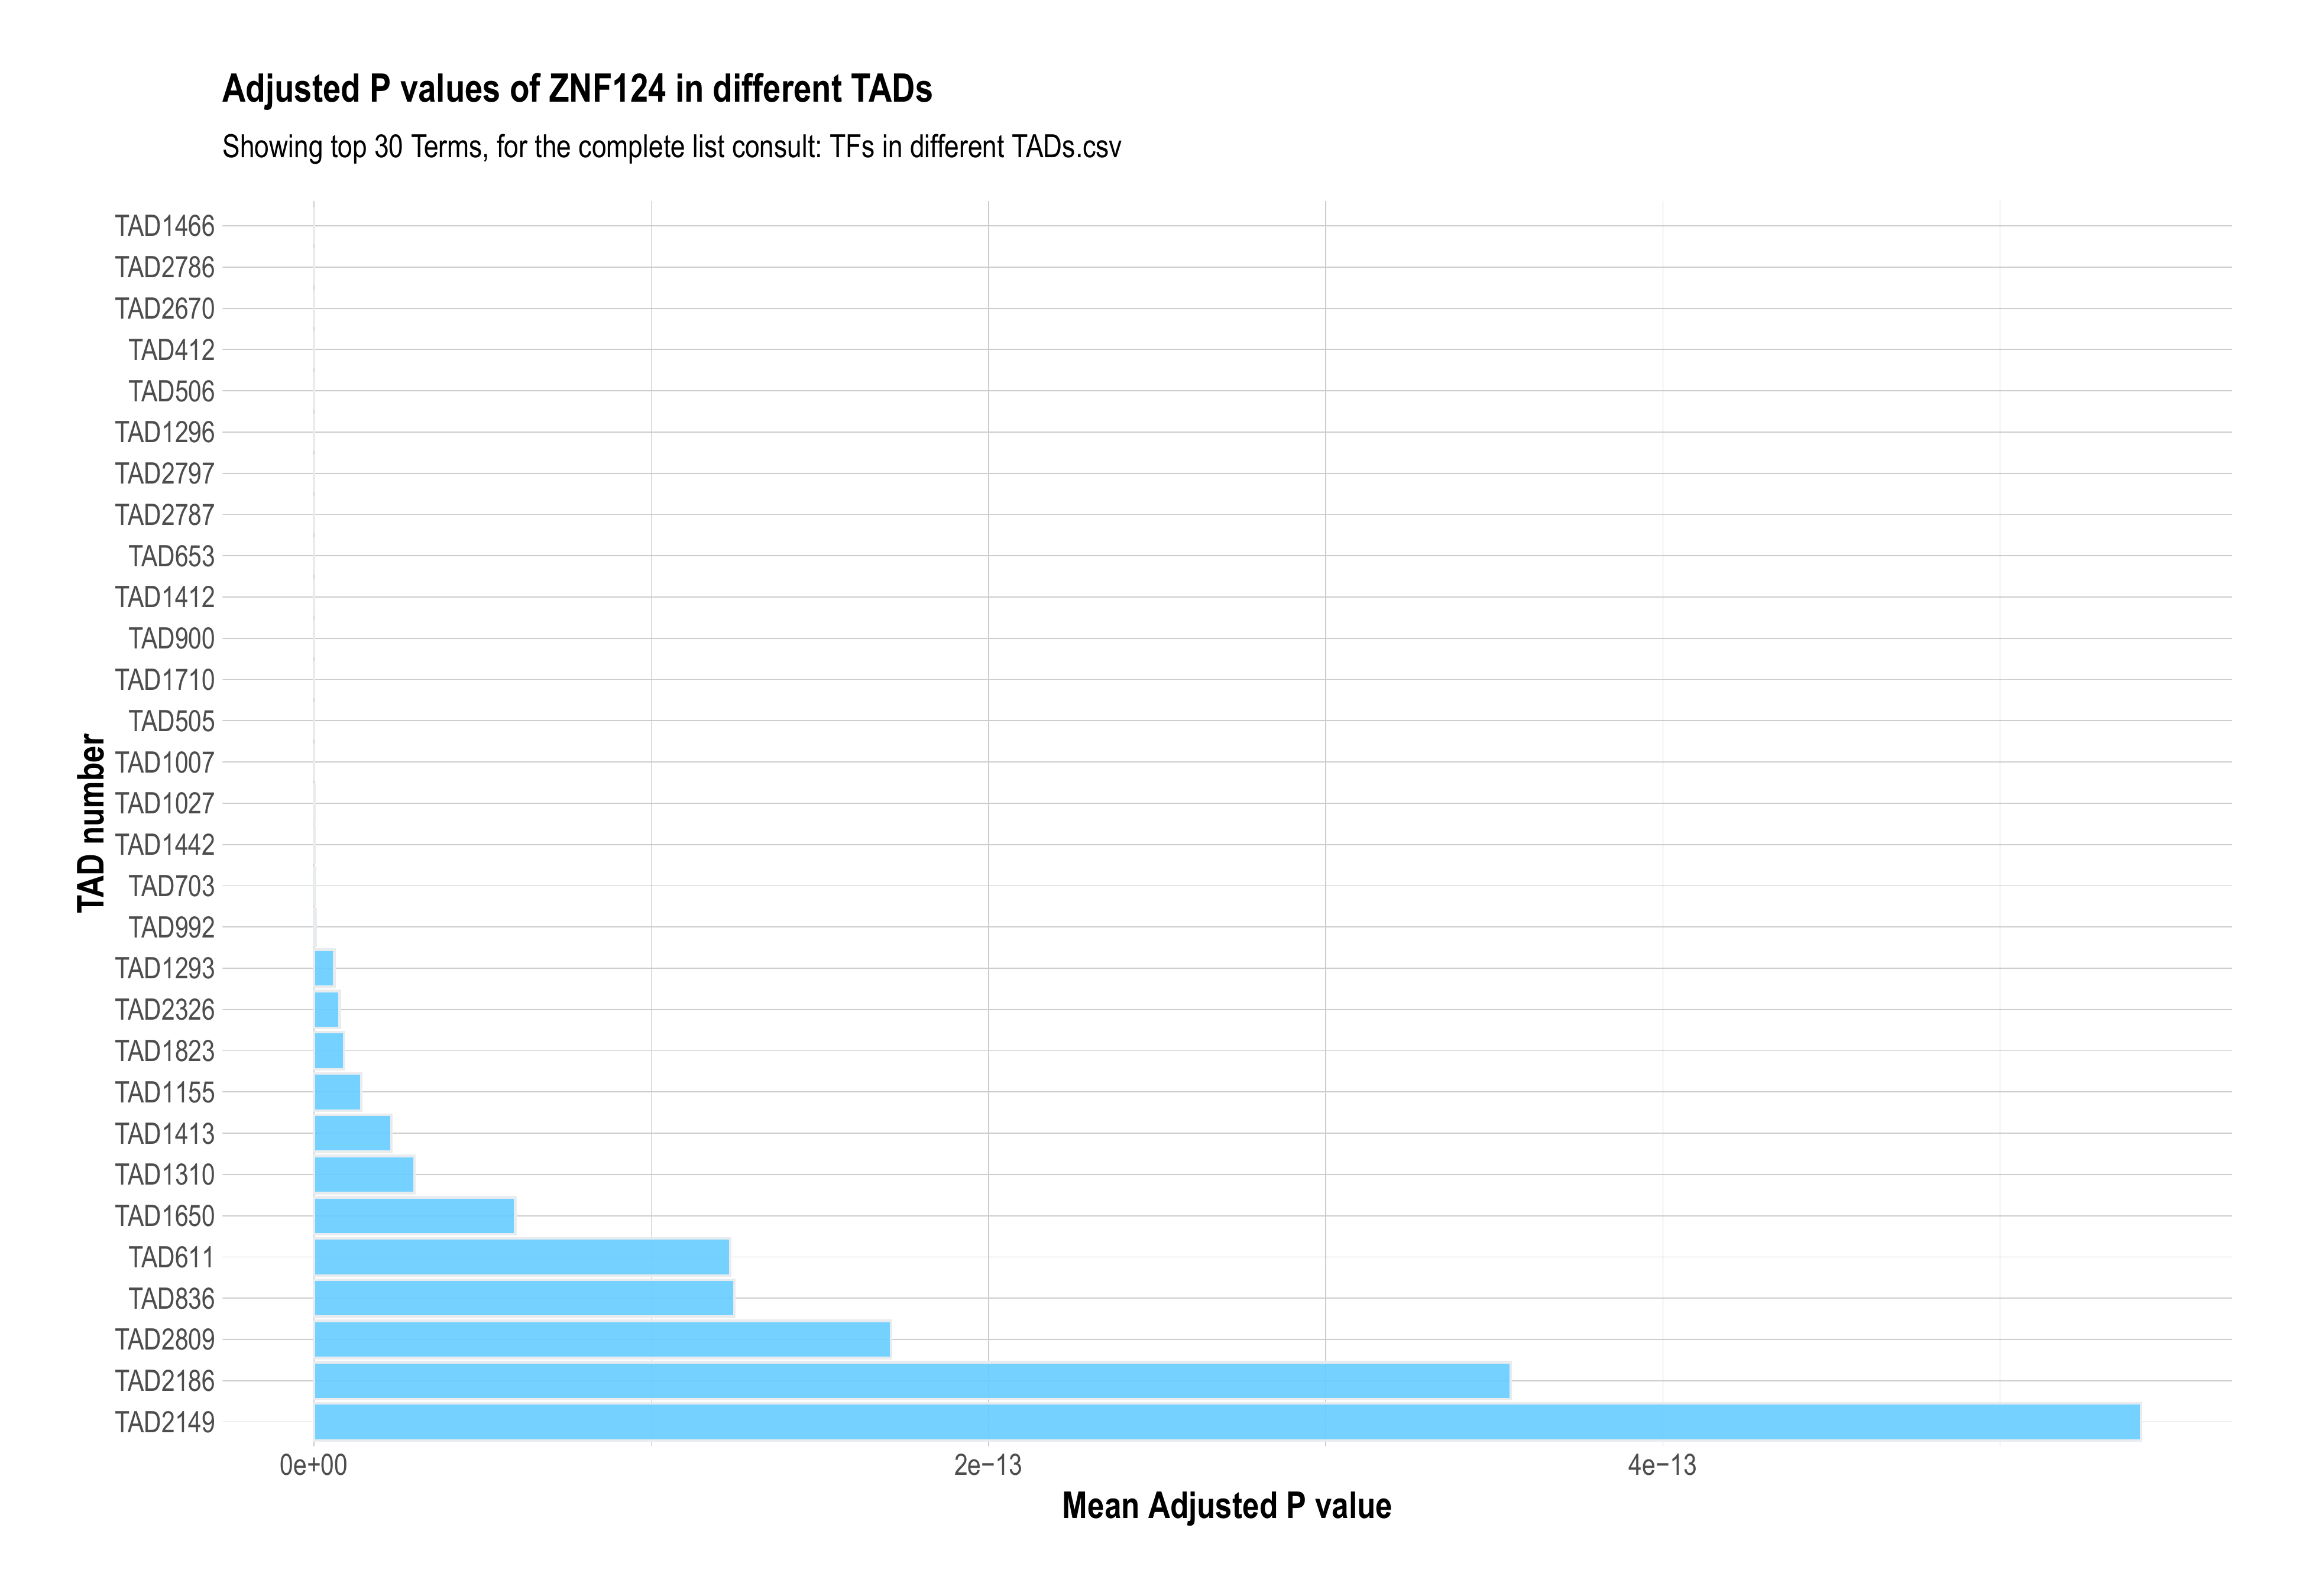 Adjusted P values of ZNF124 in different TADs
Showing top 30 Terms, for the complete list consult: TFs in different TADs.csv
TAD number
TAD1466
TAD2786
TAD2670
TAD412
TAD506
TAD1296
TAD2797
TAD2787
TAD653
TAD1412
TAD900
TAD1710
TAD505
TAD1007
TAD1027
TAD1442
TAD703
TAD992
TAD1293
TAD2326
TAD1823
TAD1155
TAD1413
TAD1310
TAD1650
TAD611
TAD836
TAD2809
TAD2186
TAD2149
0e+00 2e−13 4e−13
Mean Adjusted P value